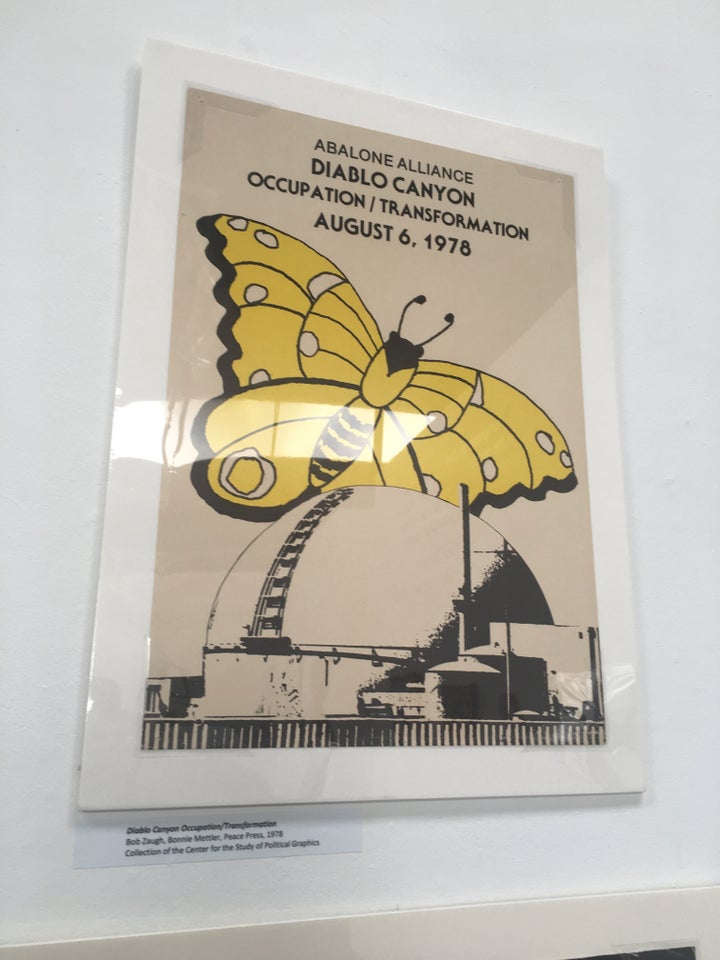 ABALONE ALLIANCE
DIABLO CANYON
OCCUPATION / TRANSFORMATION
AUGUST 6, 1978
Diablo Canyon Occupation/Transformation
Bob Zaugh, Bonnie Mettler, Peace Press, 1978
Collection of the Center for the Study of Political Graphics